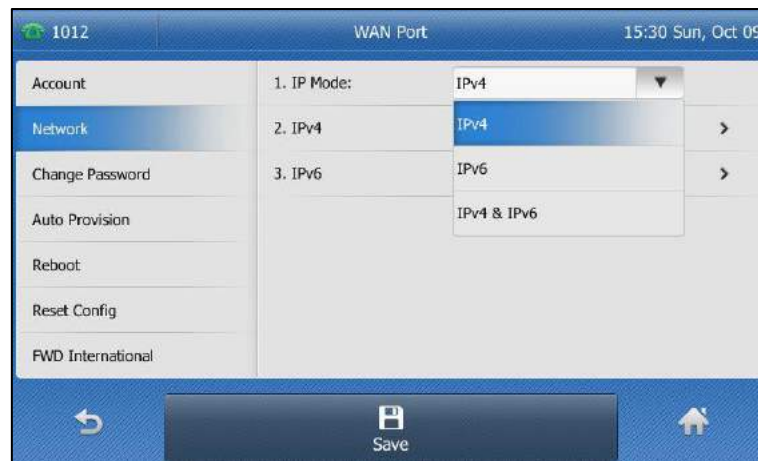 1012 WAN Port 15:30 Sun, Oct 09
Account
Network
Change Password
Auto Provision
Reboot
Reset Config
FWD International
1. IP Mode: IPv4
2. IPv4
3. IPv6
IPv4
IPv6
IPv4 & IPv6
Save